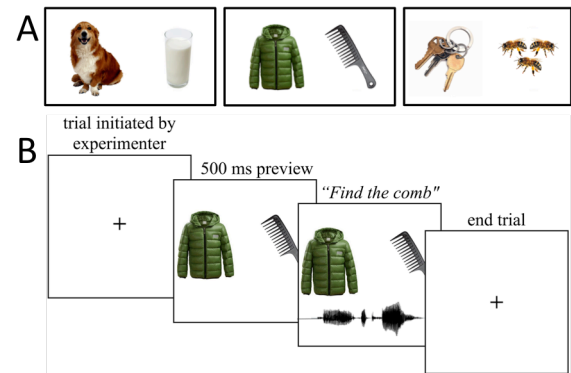 A
B
trial initiated by
experimenter
500 ms preview
“Find the comb"
end trial